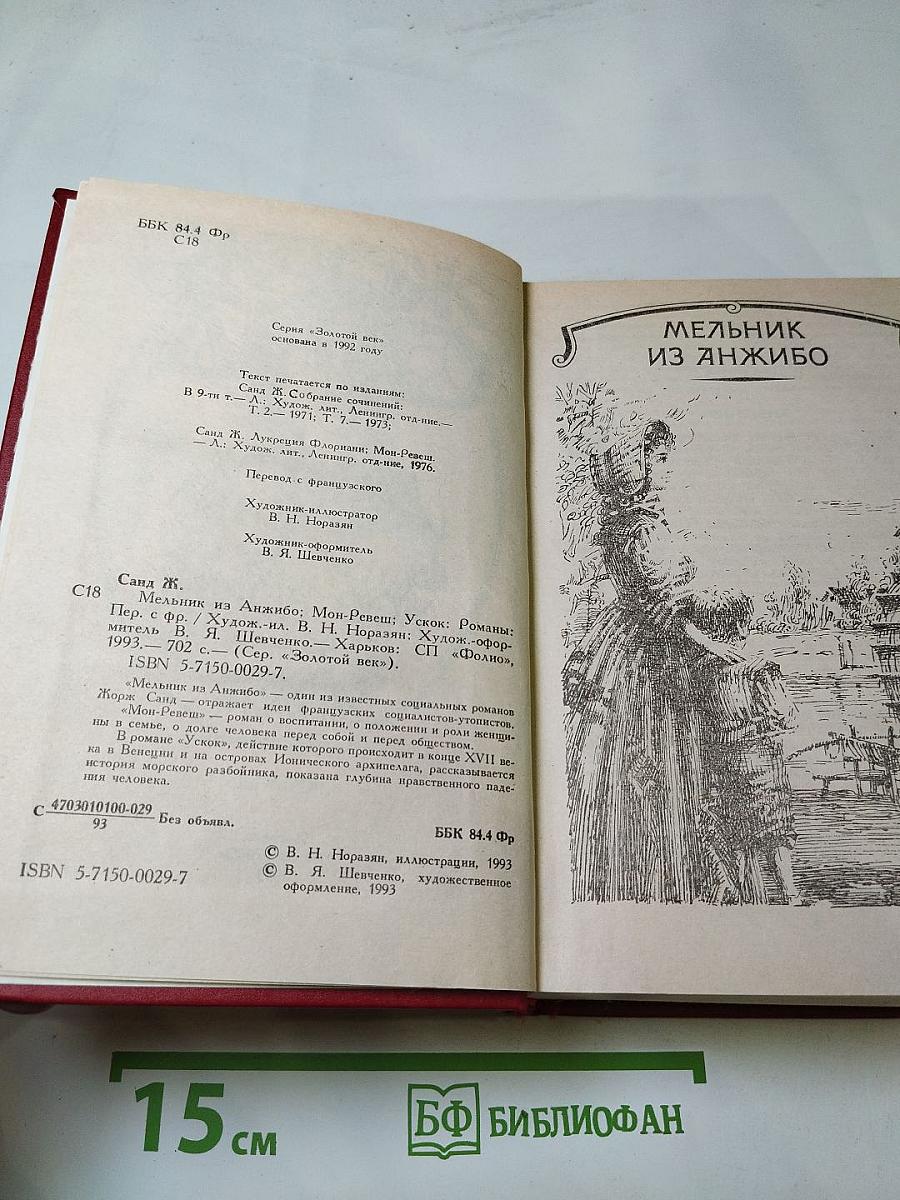 ББК 84.4 Фр
С18
Серия «Золотой век»
основана в 1992 году
Текст печатается по изданиям:
Санд Ж. Собрание сочинений:
В 9-ти т.— Л.: Худож. лит., Ленингр. отд-ние.—
Т. 2.— 1971; Т. 7.— 1973;
Санд Ж. Лукреция Флориани; Мон-Ревеш.
— Л.: Худож. лит., Ленингр. отд-ние, 1976.
Перевод с французского
Художник-иллюстратор
В. Н. Норазян
Художник-оформитель
В. Я. Шевченко
Санд Ж.
С18 Мельник из Анжибо; Мон-Ревеш; Ускок: Романы:
Пер. с фр. / Худож.-ил. В. Н. Норазян; Худож.-офор-
митель В. Я. Шевченко.— Харьков: СП «Фолио»,
1993.— 702 с.— (Сер. «Золотой век»).
ISBN 5-7150-0029-7.
«Мельник из Анжибо» — один из известных социальных романов
Жорж Санд — отражает идеи французских социалистов-утопистов.
«Мон-Ревеш» — роман о воспитании, о положении и роли женщи-
ны в семье, о долге человека перед собой и перед обществом.
В романе «Ускок», действие которого происходит в конце XVII ве-
ка в Венеции и на островах Ионического архипелага, рассказывается
история морского разбойника, показана глубина нравственного паде-
ния человека.
С 4703010100-029
93 Без объявл.
ББК 84.4 Фр
© В. Н. Норазян, иллюстрации, 1993
© В. Я. Шевченко, художественное
оформление, 1993
ISBN 5-7150-0029-7
МЕЛЬНИК
ИЗ АНЖИБО
15 см
БФ БИБЛИОФАН